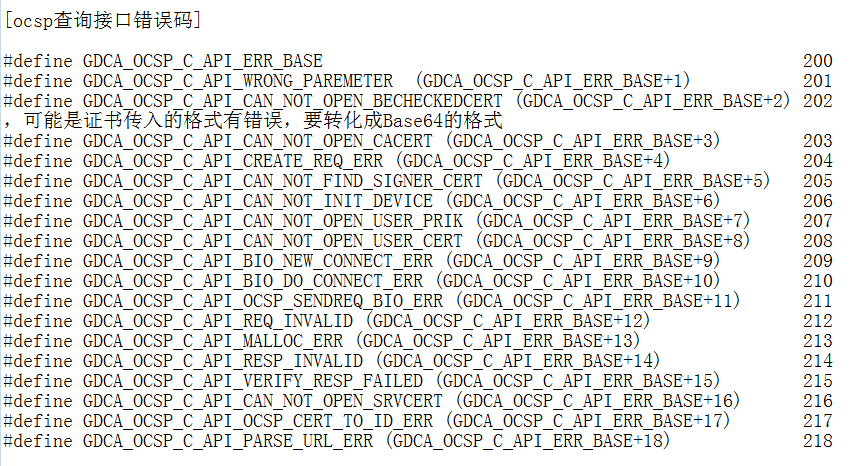 [ocsp查询接口错误码]
#define GDCA_OCSP_C_API_ERR_BASE 200
#define GDCA_OCSP_C_API_WRONG_PAREMETER (GDCA_OCSP_C_API_ERR_BASE+1) 201
#define GDCA_OCSP_C_API_CAN_NOT_OPEN_BECHECKEDCERT (GDCA_OCSP_C_API_ERR_BASE+2) 202
，可能是证书传入的格式有错误，要转化成Base64的格式
#define GDCA_OCSP_C_API_CAN_NOT_OPEN_CACERT (GDCA_OCSP_C_API_ERR_BASE+3) 203
#define GDCA_OCSP_C_API_CREATE_REQ_ERR (GDCA_OCSP_C_API_ERR_BASE+4) 204
#define GDCA_OCSP_C_API_CAN_NOT_FIND_SIGNER_CERT (GDCA_OCSP_C_API_ERR_BASE+5) 205
#define GDCA_OCSP_C_API_CAN_NOT_INIT_DEVICE (GDCA_OCSP_C_API_ERR_BASE+6) 206
#define GDCA_OCSP_C_API_CAN_NOT_OPEN_USER_PRIK (GDCA_OCSP_C_API_ERR_BASE+7) 207
#define GDCA_OCSP_C_API_CAN_NOT_OPEN_USER_CERT (GDCA_OCSP_C_API_ERR_BASE+8) 208
#define GDCA_OCSP_C_API_BIO_NEW_CONNECT_ERR (GDCA_OCSP_C_API_ERR_BASE+9) 209
#define GDCA_OCSP_C_API_BIO_DO_CONNECT_ERR (GDCA_OCSP_C_API_ERR_BASE+10) 210
#define GDCA_OCSP_C_API_OCSP_SENDREQ_BIO_ERR (GDCA_OCSP_C_API_ERR_BASE+11) 211
#define GDCA_OCSP_C_API_REQ_INVALID (GDCA_OCSP_C_API_ERR_BASE+12) 212
#define GDCA_OCSP_C_API_MALLOC_ERR (GDCA_OCSP_C_API_ERR_BASE+13) 213
#define GDCA_OCSP_C_API_RESP_INVALID (GDCA_OCSP_C_API_ERR_BASE+14) 214
#define GDCA_OCSP_C_API_VERIFY_RESP_FAILED (GDCA_OCSP_C_API_ERR_BASE+15) 215
#define GDCA_OCSP_C_API_CAN_NOT_OPEN_SRVCERT (GDCA_OCSP_C_API_ERR_BASE+16) 216
#define GDCA_OCSP_C_API_OCSP_CERT_TO_ID_ERR (GDCA_OCSP_C_API_ERR_BASE+17) 217
#define GDCA_OCSP_C_API_PARSE_URL_ERR (GDCA_OCSP_C_API_ERR_BASE+18) 218